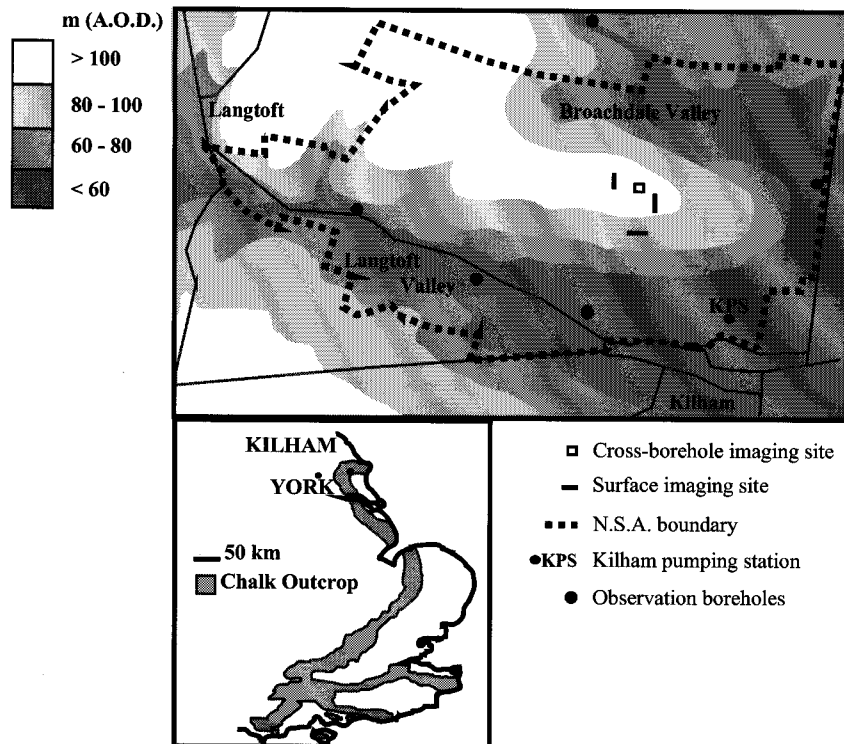 m (A.O.D.)
> 100
80 - 100
60 - 80
< 60
Langtoft
Broachdale Valley
Langtoft
Valley
KPS
Kilham
KILHAM
YORK
50 km
Chalk Outcrop
Cross-borehole imaging site
Surface imaging site
N.S.A. boundary
KPS Kilham pumping station
Observation boreholes